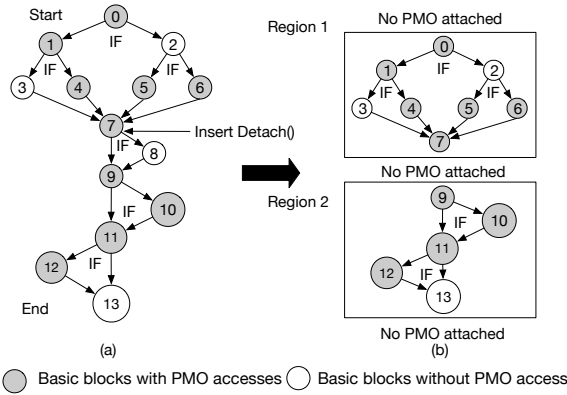 Start
0
IF
1
2
IF
IF
3
4
5
6
7
Insert Detach()
IF
8
9
10
IF
11
12
IF
13
End
(a)
Region 1
No PMO attached
0
IF
1
2
IF
IF
3
4
5
6
7
No PMO attached
Region 2
9
IF
10
11
12
IF
13
No PMO attached
(b)
Basic blocks with PMO accesses
Basic blocks without PMO access